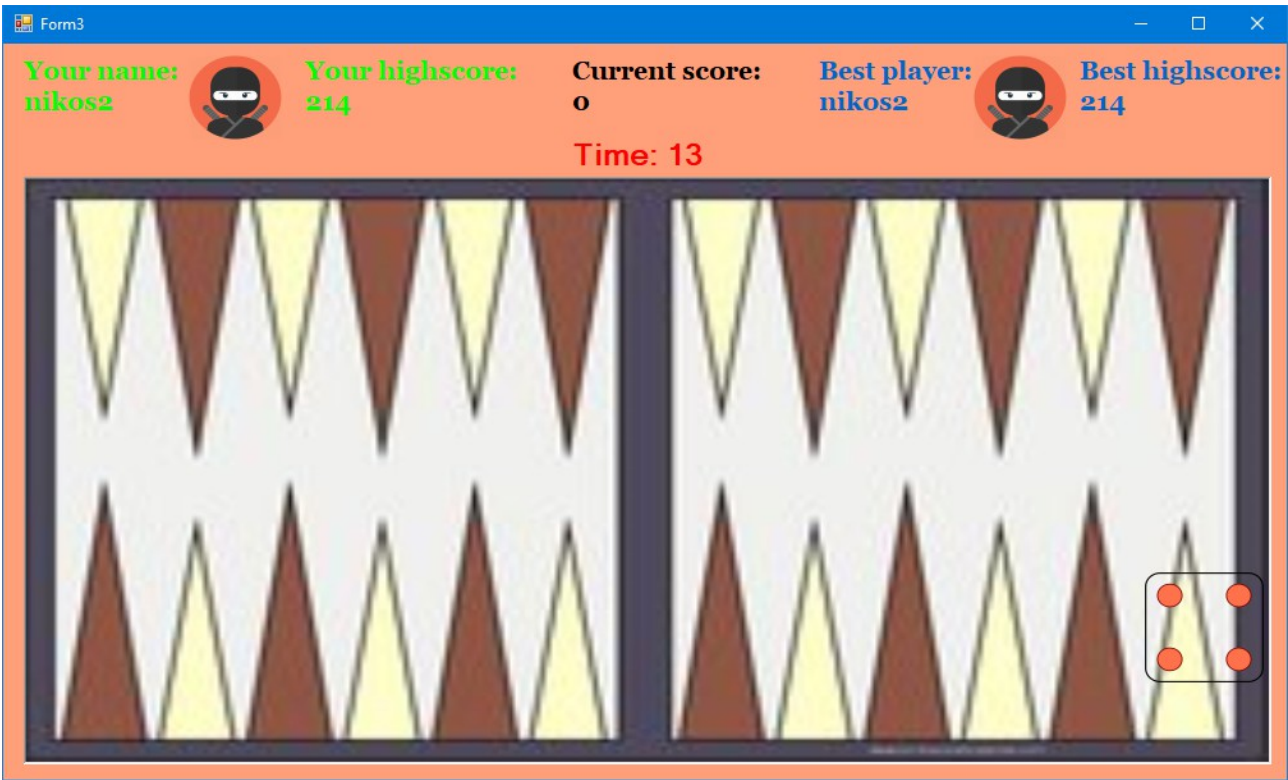 Form3
Your name:
nikos2
Your highscore:
214
Current score:
0
Best player:
nikos2
Best highscore:
214
Time: 13